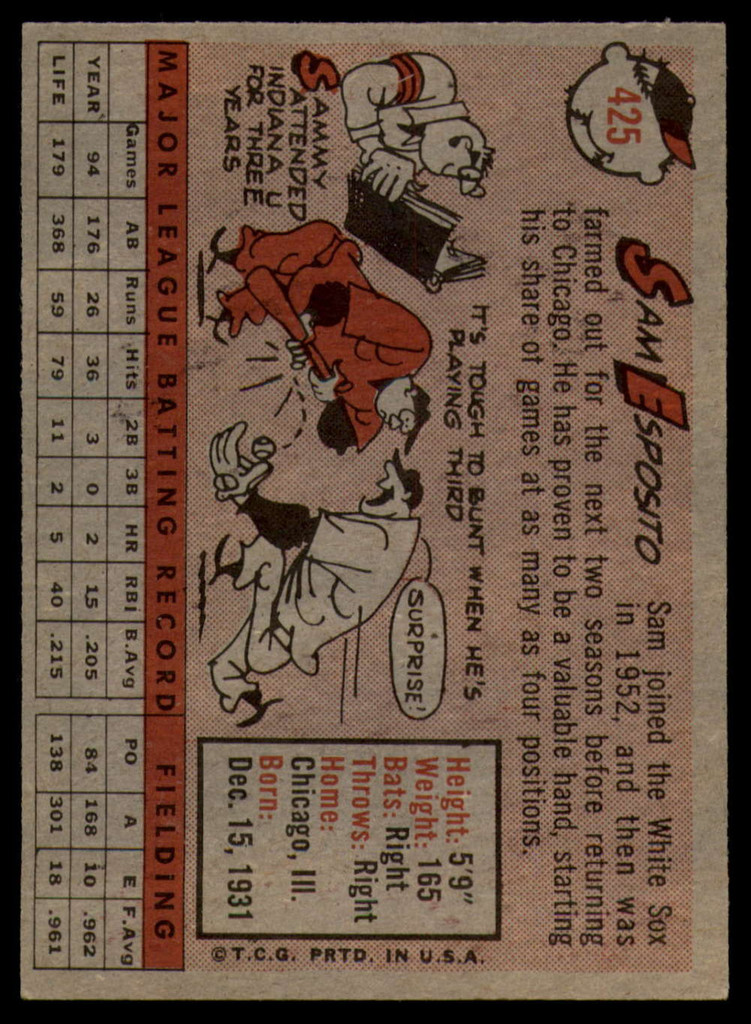 425
SAM ESPOSITO
Sam joined the White Sox
in 1952, and then was
farmed out for the next two seasons before returning
to Chicago. He has proven to be a valuable hand, starting
his share of games at as many as four positions.
SAMMY
ATTENDED
INDIANA U
FOR THREE
YEARS
IT'S TOUGH TO BUNT WHEN HE'S
PLAYING THIRD
SURPRISE!
Height: 5'9"
Weight: 165
Bats: Right
Throws: Right
Home:
Chicago, Ill.
Born:
Dec. 15, 1931
© T.C.G. PRTD. IN U.S.A.
MAJOR LEAGUE BATTING RECORD FIELDING
Games AB Runs Hits 2B 3B HR RBI B.Avg PO A E F.Avg
YEAR 94 176 26 36 3 0 2 15 .205 84 168 10 .962
LIFE 179 368 59 79 11 2 5 40 .215 138 301 18 .961